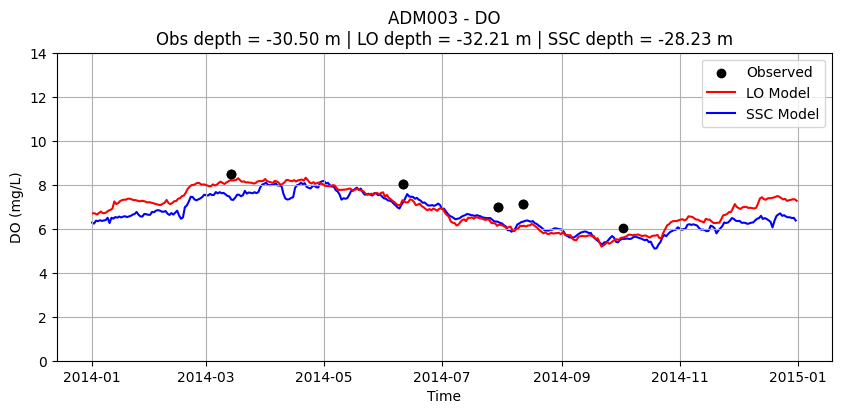 ADM003 - DO
Obs depth = -30.50 m | LO depth = -32.21 m | SSC depth = -28.23 m
14
12
10
8
6
4
2
0
DO (mg/L)
Observed
LO Model
SSC Model
2014-01
2014-03
2014-05
2014-07
2014-09
2014-11
2015-01
Time